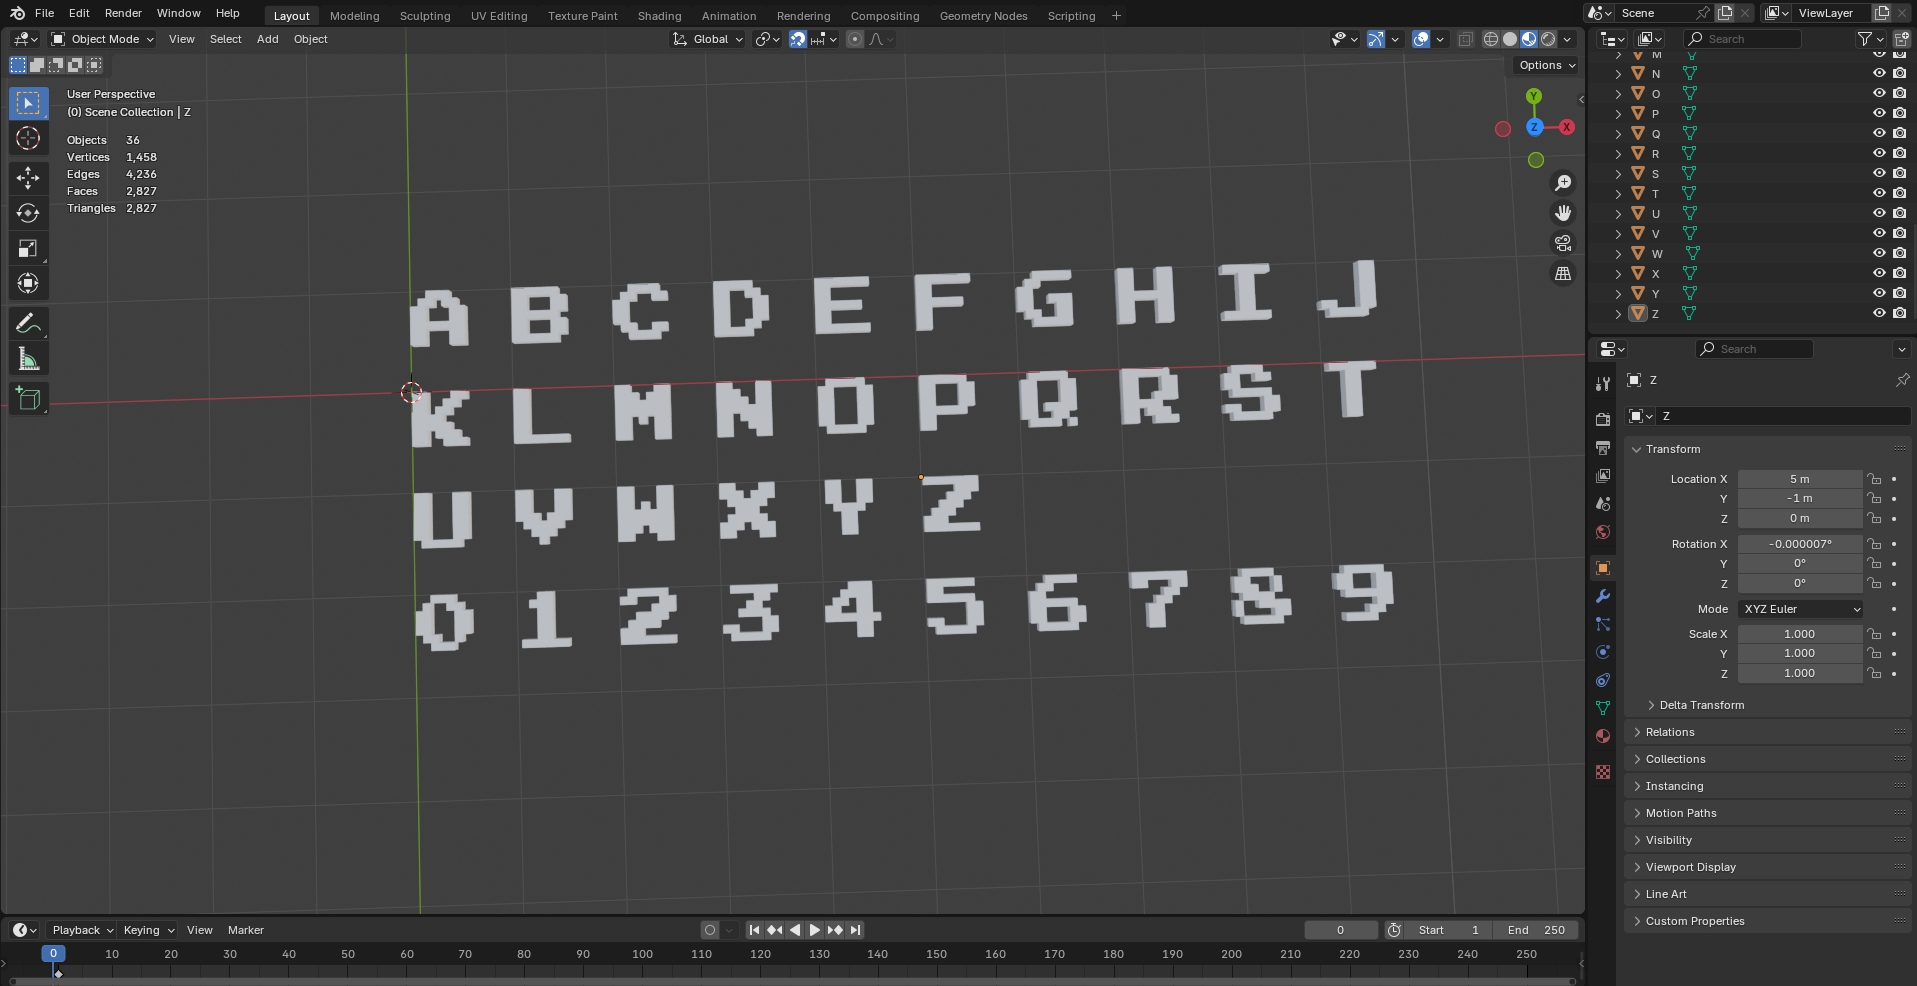 File Edit Render Window Help Layout Modeling Sculpting UV Editing Texture Paint Shading Animation Rendering Compositing Geometry Nodes Scripting + Scene ViewLayer
Object Mode View Select Add Object Global Search
Options
User Perspective
(0) Scene Collection | Z
Objects 36
Vertices 1,458
Edges 4,236
Faces 2,827
Triangles 2,827
Y
Z X
A B C D E F G H I J
K L M N O P Q R S T
U V W X Y Z
0 1 2 3 4 5 6 7 8 9
M
N
O
P
Q
R
S
T
U
V
W
X
Y
Z
Search
Z
Z
Transform
Location X 5 m
Y -1 m
Z 0 m
Rotation X -0.000007°
Y 0°
Z 0°
Mode XYZ Euler
Scale X 1.000
Y 1.000
Z 1.000
Delta Transform
Relations
Collections
Instancing
Motion Paths
Visibility
Viewport Display
Line Art
Custom Properties
Playback Keying View Marker 0 Start 1 End 250
0 10 20 30 40 50 60 70 80 90 100 110 120 130 140 150 160 170 180 190 200 210 220 230 240 250